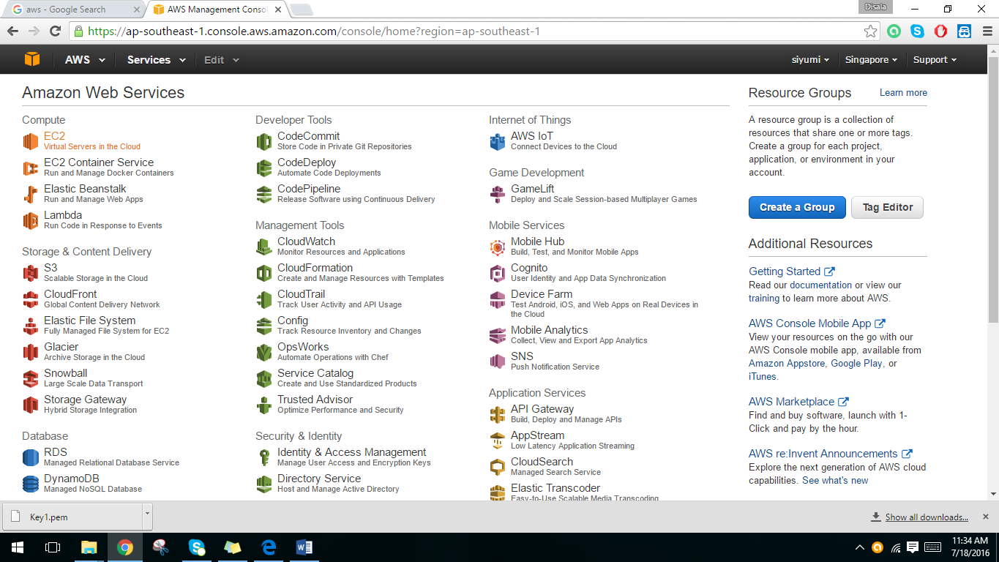 aws - Google Search
AWS Management Consol
Disala
https://ap-southeast-1.console.aws.amazon.com/console/home?region=ap-southeast-1
AWS
Services
Edit
siyumi
Singapore
Support
Amazon Web Services
Compute
EC2
Virtual Servers in the Cloud
EC2 Container Service
Run and Manage Docker Containers
Elastic Beanstalk
Run and Manage Web Apps
Lambda
Run Code in Response to Events
Storage & Content Delivery
S3
Scalable Storage in the Cloud
CloudFront
Global Content Delivery Network
Elastic File System
Fully Managed File System for EC2
Glacier
Archive Storage in the Cloud
Snowball
Large Scale Data Transport
Storage Gateway
Hybrid Storage Integration
Database
RDS
Managed Relational Database Service
DynamoDB
Managed NoSQL Database
Developer Tools
CodeCommit
Store Code in Private Git Repositories
CodeDeploy
Automate Code Deployments
CodePipeline
Release Software using Continuous Delivery
Management Tools
CloudWatch
Monitor Resources and Applications
CloudFormation
Create and Manage Resources with Templates
CloudTrail
Track User Activity and API Usage
Config
Track Resource Inventory and Changes
OpsWorks
Automate Operations with Chef
Service Catalog
Create and Use Standardized Products
Trusted Advisor
Optimize Performance and Security
Security & Identity
Identity & Access Management
Manage User Access and Encryption Keys
Directory Service
Host and Manage Active Directory
Internet of Things
AWS IoT
Connect Devices to the Cloud
Game Development
GameLift
Deploy and Scale Session-based Multiplayer Games
Mobile Services
Mobile Hub
Build, Test, and Monitor Mobile Apps
Cognito
User Identity and App Data Synchronization
Device Farm
Test Android, iOS, and Web Apps on Real Devices in
the Cloud
Mobile Analytics
Collect, View and Export App Analytics
SNS
Push Notification Service
Application Services
API Gateway
Build, Deploy and Manage APIs
AppStream
Low Latency Application Streaming
CloudSearch
Managed Search Service
Elastic Transcoder
Easy-to-Use Scalable Media Transcoding
Resource Groups
Learn more
A resource group is a collection of
resources that share one or more tags.
Create a group for each project,
application, or environment in your
account.
Create a Group
Tag Editor
Additional Resources
Getting Started
Read our documentation or view our
training to learn more about AWS.
AWS Console Mobile App
View your resources on the go with our
AWS Console mobile app, available from
Amazon Appstore, Google Play, or
iTunes.
AWS Marketplace
Find and buy software, launch with 1-
Click and pay by the hour.
AWS re:Invent Announcements
Explore the next generation of AWS cloud
capabilities. See what's new
Key1.pem
Show all downloads...
11:34 AM
7/18/2016